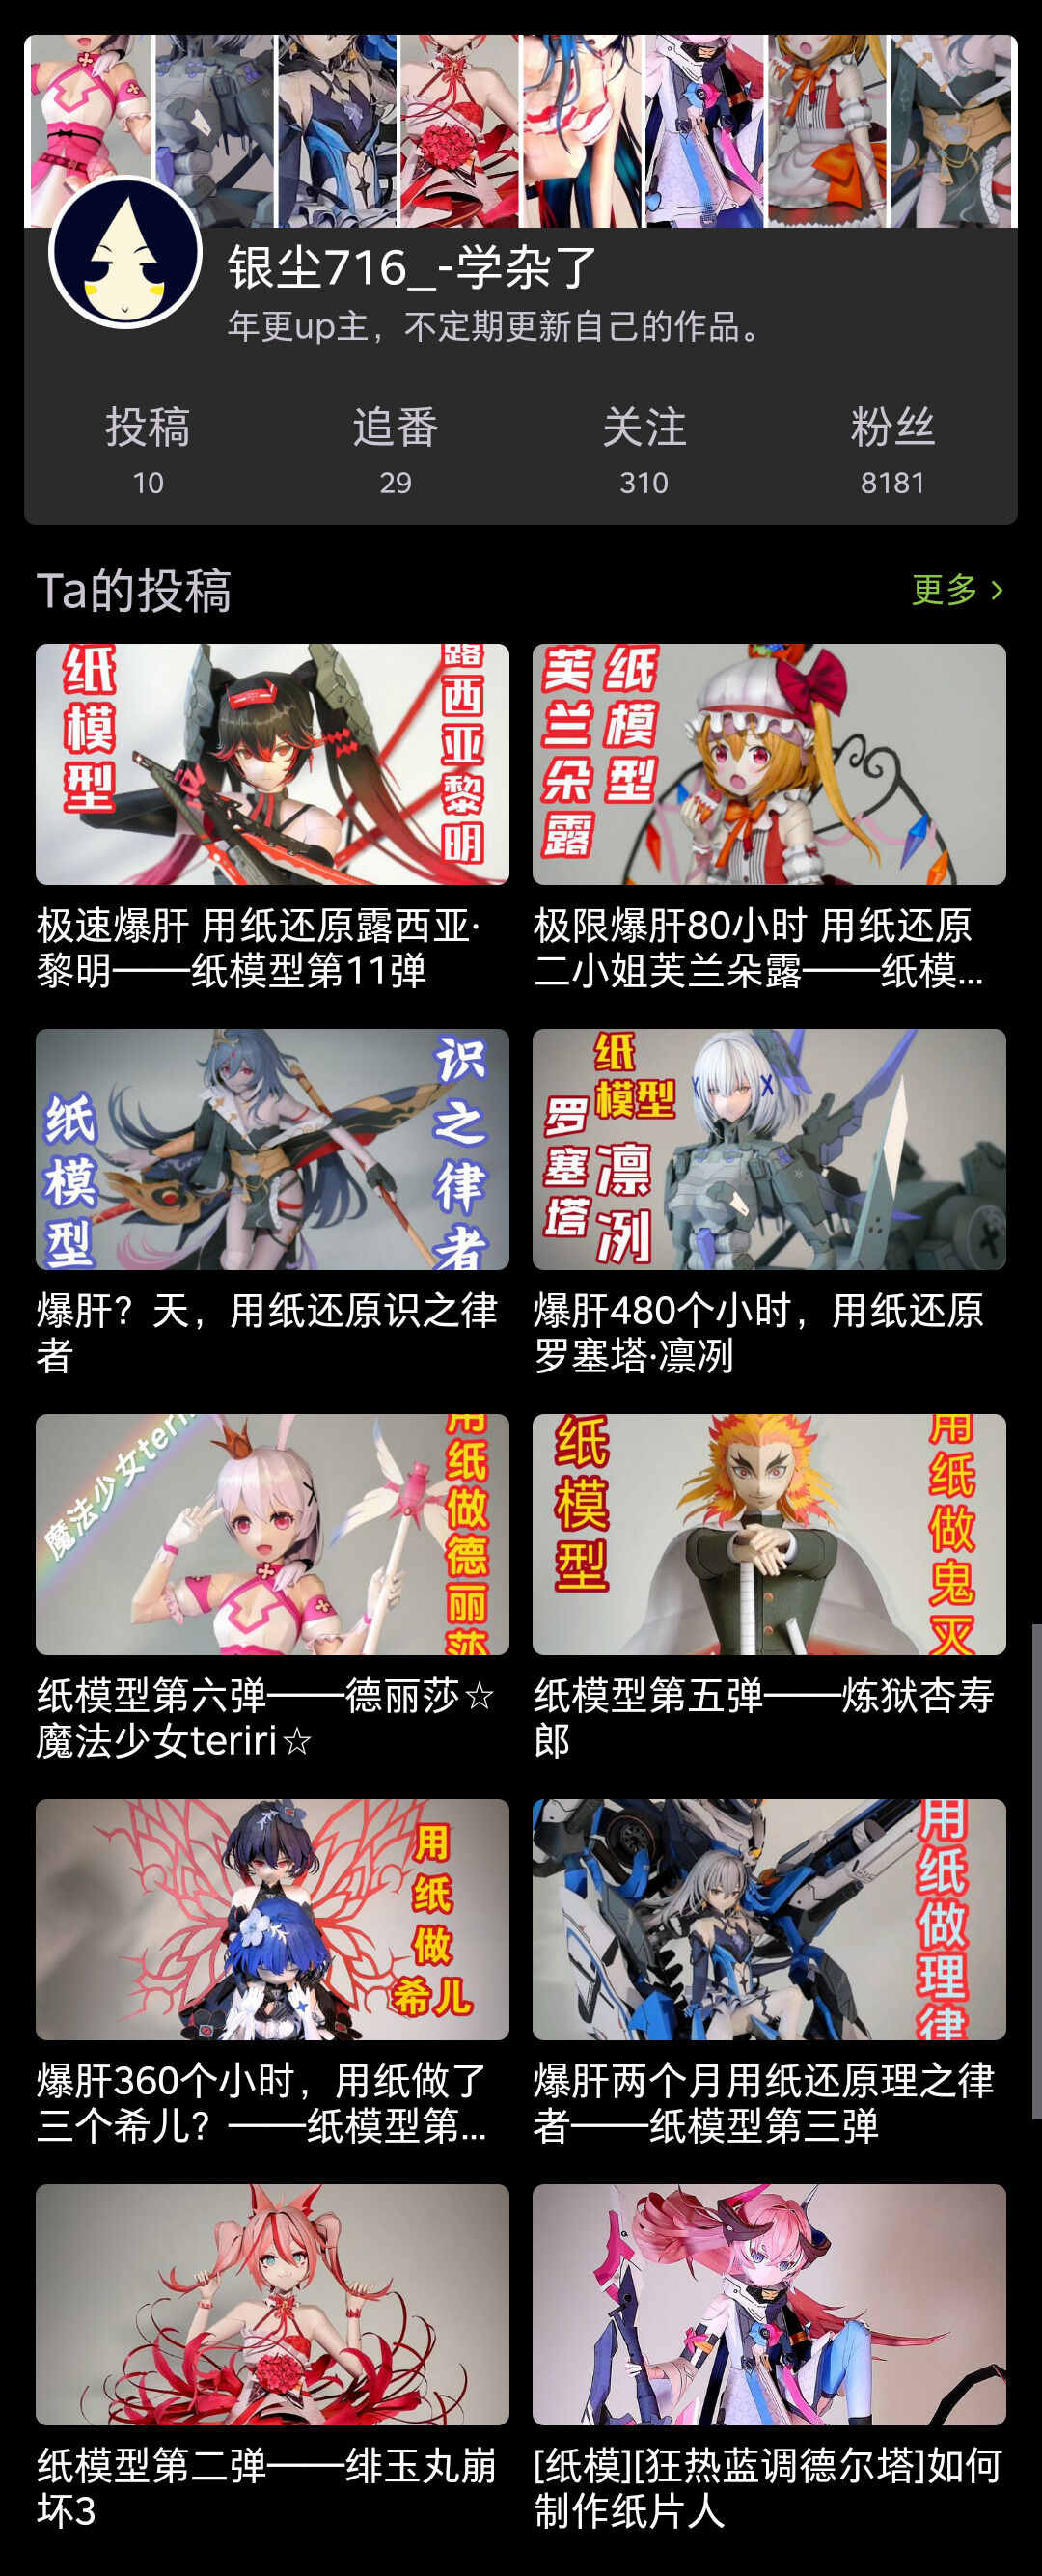 银尘716_-学杂了
年更up主，不定期更新自己的作品。
投稿
追番
关注
粉丝
10
29
310
8181
Ta的投稿
更多 >
纸模型
路西亚黎明
芙兰朵露
纸模型
极速爆肝 用纸还原露西亚·
黎明——纸模型第11弹
极限爆肝80小时 用纸还原
二小姐芙兰朵露——纸模...
纸模型
识之律者
纸
模型
罗塞塔
凛冽
爆肝？天，用纸还原识之律
者
爆肝480个小时，用纸还原
罗塞塔·凛冽
魔法少女teriri
用纸做德丽莎
纸模型
用纸做鬼灭
纸模型第六弹——德丽莎☆
魔法少女teriri☆
纸模型第五弹——炼狱杏寿
郎
用纸做
希儿
用纸做理律
爆肝360个小时，用纸做了
三个希儿？——纸模型第...
爆肝两个月用纸还原理之律
者——纸模型第三弹
纸模型第二弹——绯玉丸崩
坏3
[纸模][狂热蓝调德尔塔]如何
制作纸片人